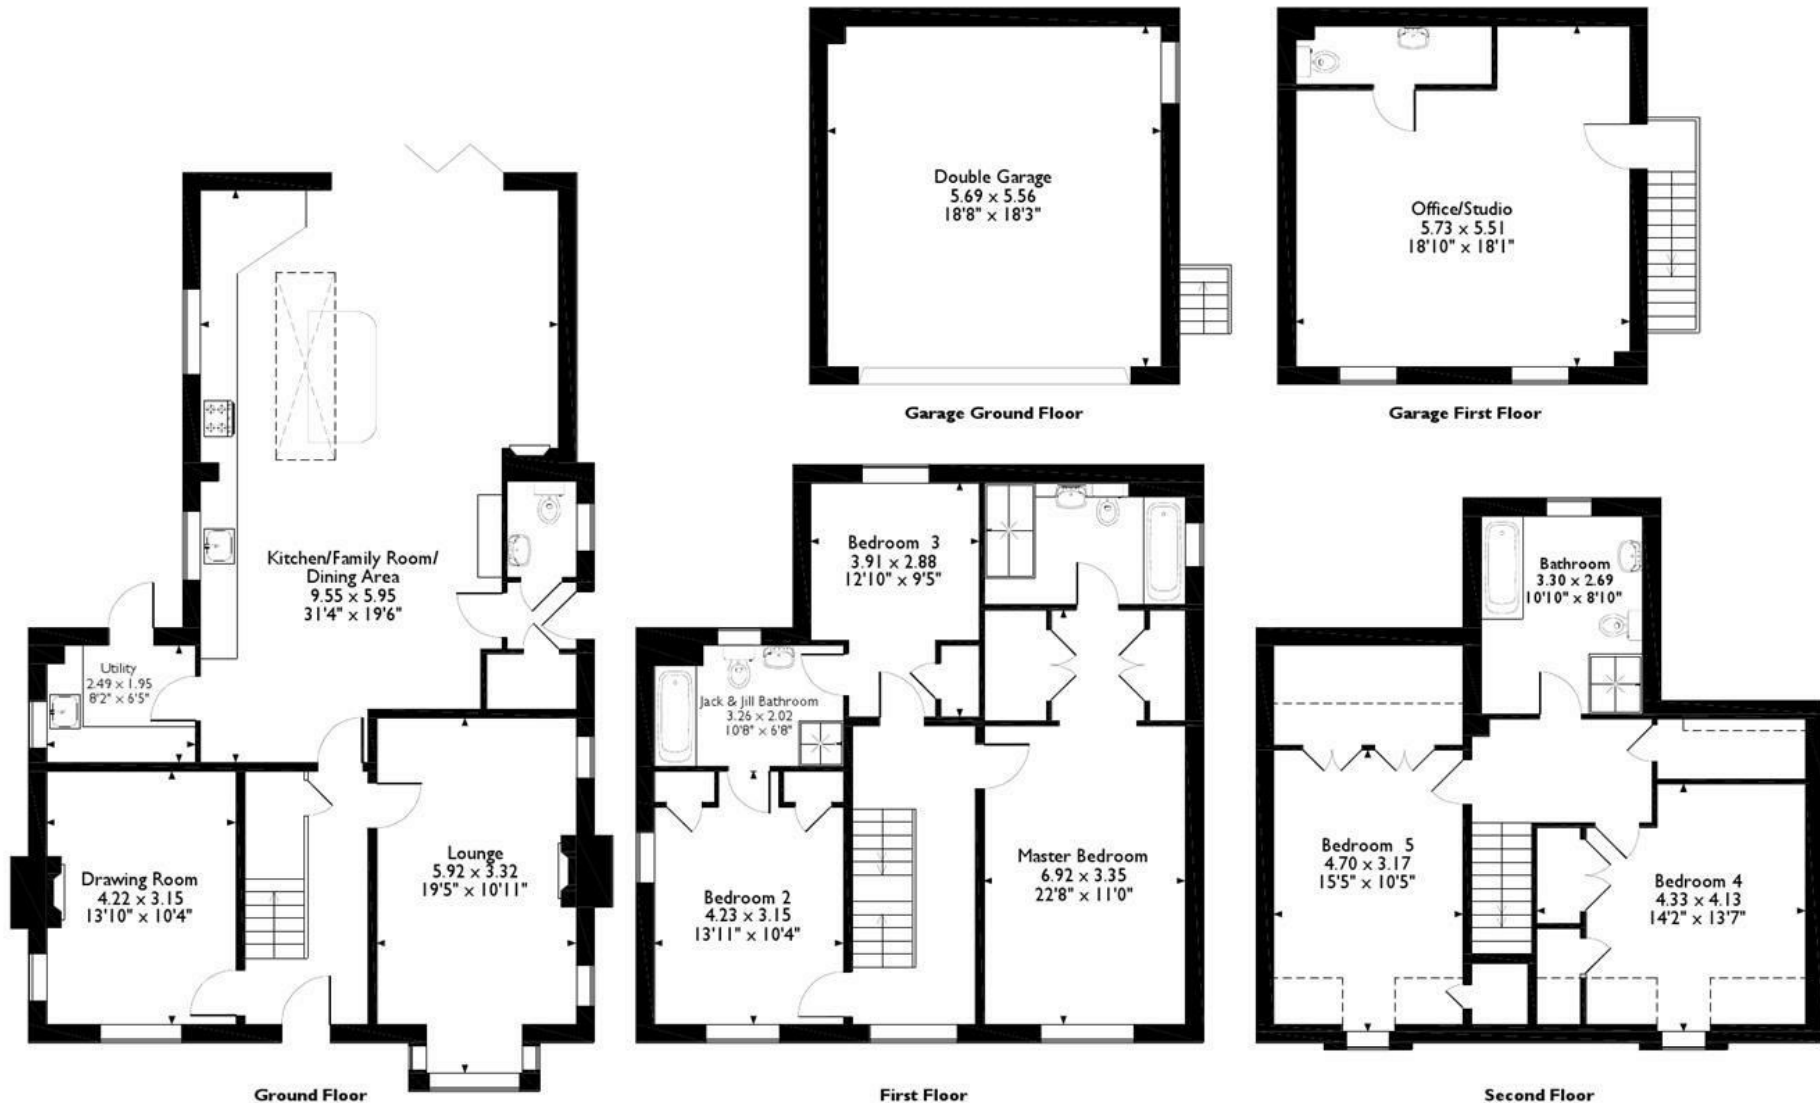 Double Garage
5.69 x 5.56
18'8" x 18'3"
Garage Ground Floor
Office/Studio
5.73 x 5.51
18'10" x 18'1"
Garage First Floor
Kitchen/Family Room/
Dining Area
9.55 x 5.95
31'4" x 19'6"
Utility
2.49 x 1.95
8'2" x 6'5"
Drawing Room
4.22 x 3.15
13'10" x 10'4"
Lounge
5.92 x 3.32
19'5" x 10'11"
Ground Floor
Bedroom 3
3.91 x 2.88
12'10" x 9'5"
Jack & Jill Bathroom
3.26 x 2.02
10'8" x 6'8"
Bedroom 2
4.23 x 3.15
13'11" x 10'4"
Master Bedroom
6.92 x 3.35
22'8" x 11'0"
First Floor
Bathroom
3.30 x 2.69
10'10" x 8'10"
Bedroom 5
4.70 x 3.17
15'5" x 10'5"
Bedroom 4
4.33 x 4.13
14'2" x 13'7"
Second Floor